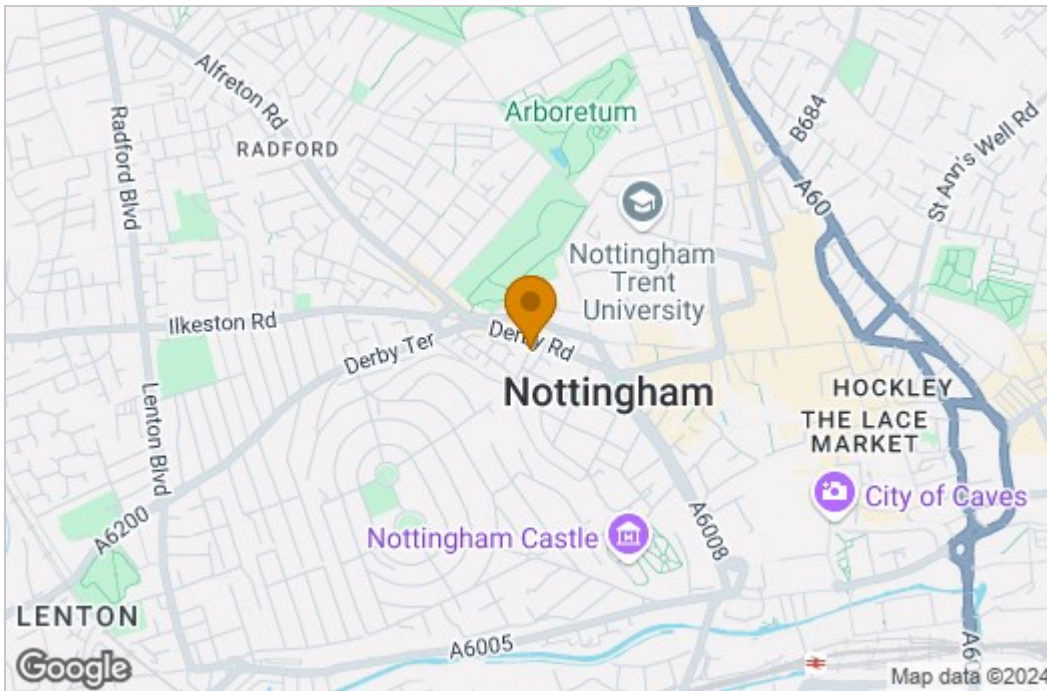 Arboretum
Alfreton Rd
RADFORD
Radford Blvd
B684
St Ann's Well Rd
A60
Nottingham
Trent
University
Ilkeston Rd
Derby Ter
Derby Rd
Nottingham
HOCKLEY
THE LACE
MARKET
Lenton Blvd
City of Caves
A6200
Nottingham Castle
A6008
LENTON
A6005
Google
Map data ©2024